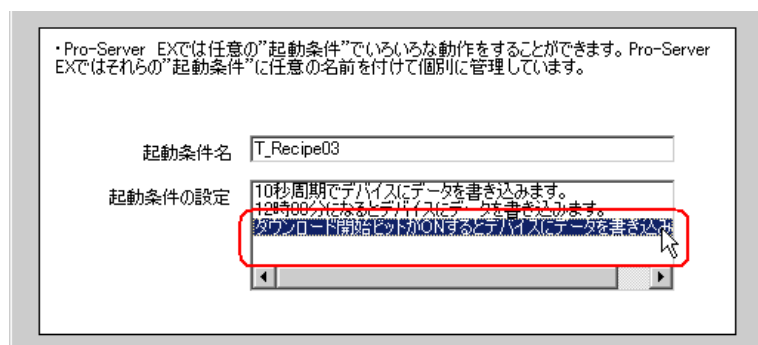 ・Pro-Server EXでは任意の”起動条件”でいろいろな動作をすることができます。Pro-Server
EXではそれらの”起動条件”に任意の名前を付けて個別に管理しています。
起動条件名 T_Recipe03
起動条件の設定 10秒周期でデバイスにデータを書き込みます。
12時00分になるとデバイスにデータを書き込みます。
ダウンロード開始ビットがONするとデバイスにデータを書き込み